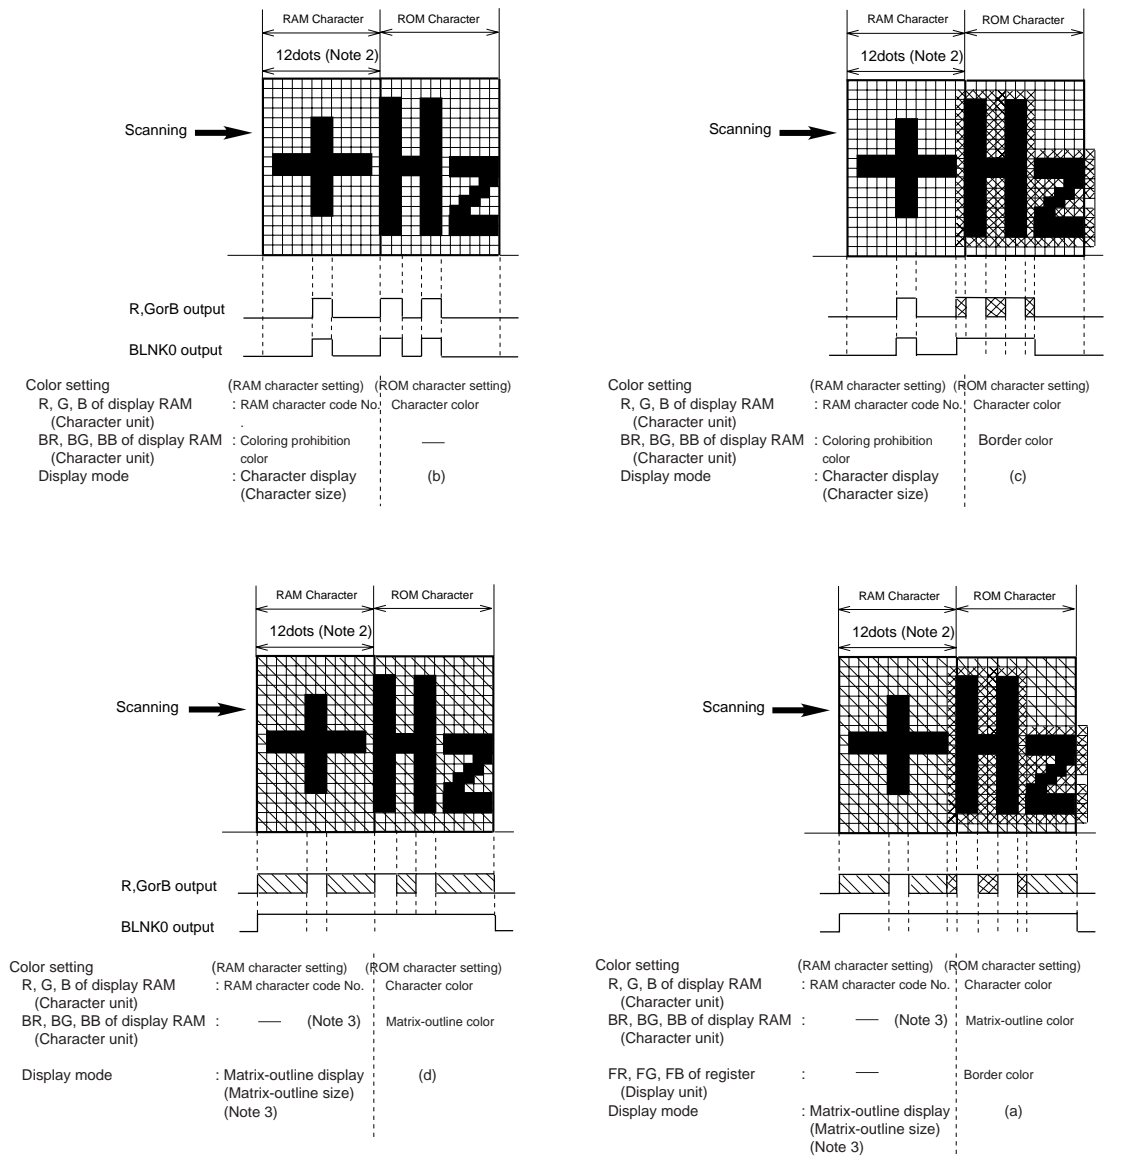 RAM Character ROM Character
12dots (Note 2)
Scanning
R,GorB output
BLNK0 output
Color setting (RAM character setting) (ROM character setting)
R, G, B of display RAM : RAM character code No. Character color
(Character unit)
BR, BG, BB of display RAM : Coloring prohibition —
(Character unit) color
Display mode : Character display (b)
(Character size)
RAM Character ROM Character
12dots (Note 2)
Scanning
Color setting (RAM character setting) (ROM character setting)
R, G, B of display RAM : RAM character code No. Character color
(Character unit)
BR, BG, BB of display RAM : Coloring prohibition Border color
(Character unit) color
Display mode : Character display (c)
(Character size)
RAM Character ROM Character
12dots (Note 2)
Scanning
R,GorB output
BLNK0 output
Color setting (RAM character setting) (ROM character setting)
R, G, B of display RAM : RAM character code No. Character color
(Character unit)
BR, BG, BB of display RAM : — (Note 3) Matrix-outline color
(Character unit)
Display mode : Matrix-outline display (d)
(Matrix-outline size)
(Note 3)
RAM Character ROM Character
12dots (Note 2)
Scanning
Color setting (RAM character setting) (ROM character setting)
R, G, B of display RAM : RAM character code No. Character color
(Character unit)
BR, BG, BB of display RAM : — (Note 3) Matrix-outline color
(Character unit)
FR, FG, FB of register : — Border color
(Display unit)
Display mode : Matrix-outline display (a)
(Matrix-outline size)
(Note 3)